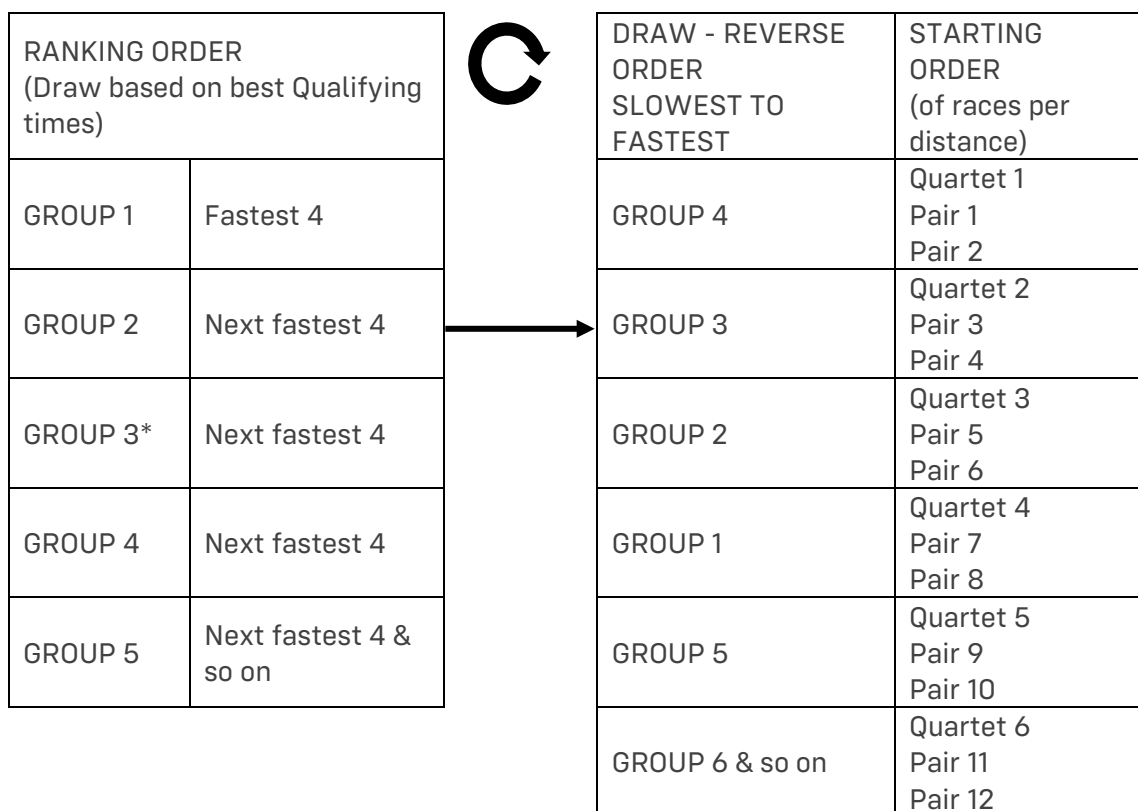 RANKING ORDER
(Draw based on best Qualifying
times)
GROUP 1
Fastest 4
GROUP 2
Next fastest 4
GROUP 3*
Next fastest 4
GROUP 4
Next fastest 4
GROUP 5
Next fastest 4 &
so on
DRAW - REVERSE
ORDER
SLOWEST TO
FASTEST
STARTING
ORDER
(of races per
distance)
GROUP 4
Quartet 1
Pair 1
Pair 2
GROUP 3
Quartet 2
Pair 3
Pair 4
GROUP 2
Quartet 3
Pair 5
Pair 6
GROUP 1
Quartet 4
Pair 7
Pair 8
GROUP 5
Quartet 5
Pair 9
Pair 10
GROUP 6 & so on
Quartet 6
Pair 11
Pair 12